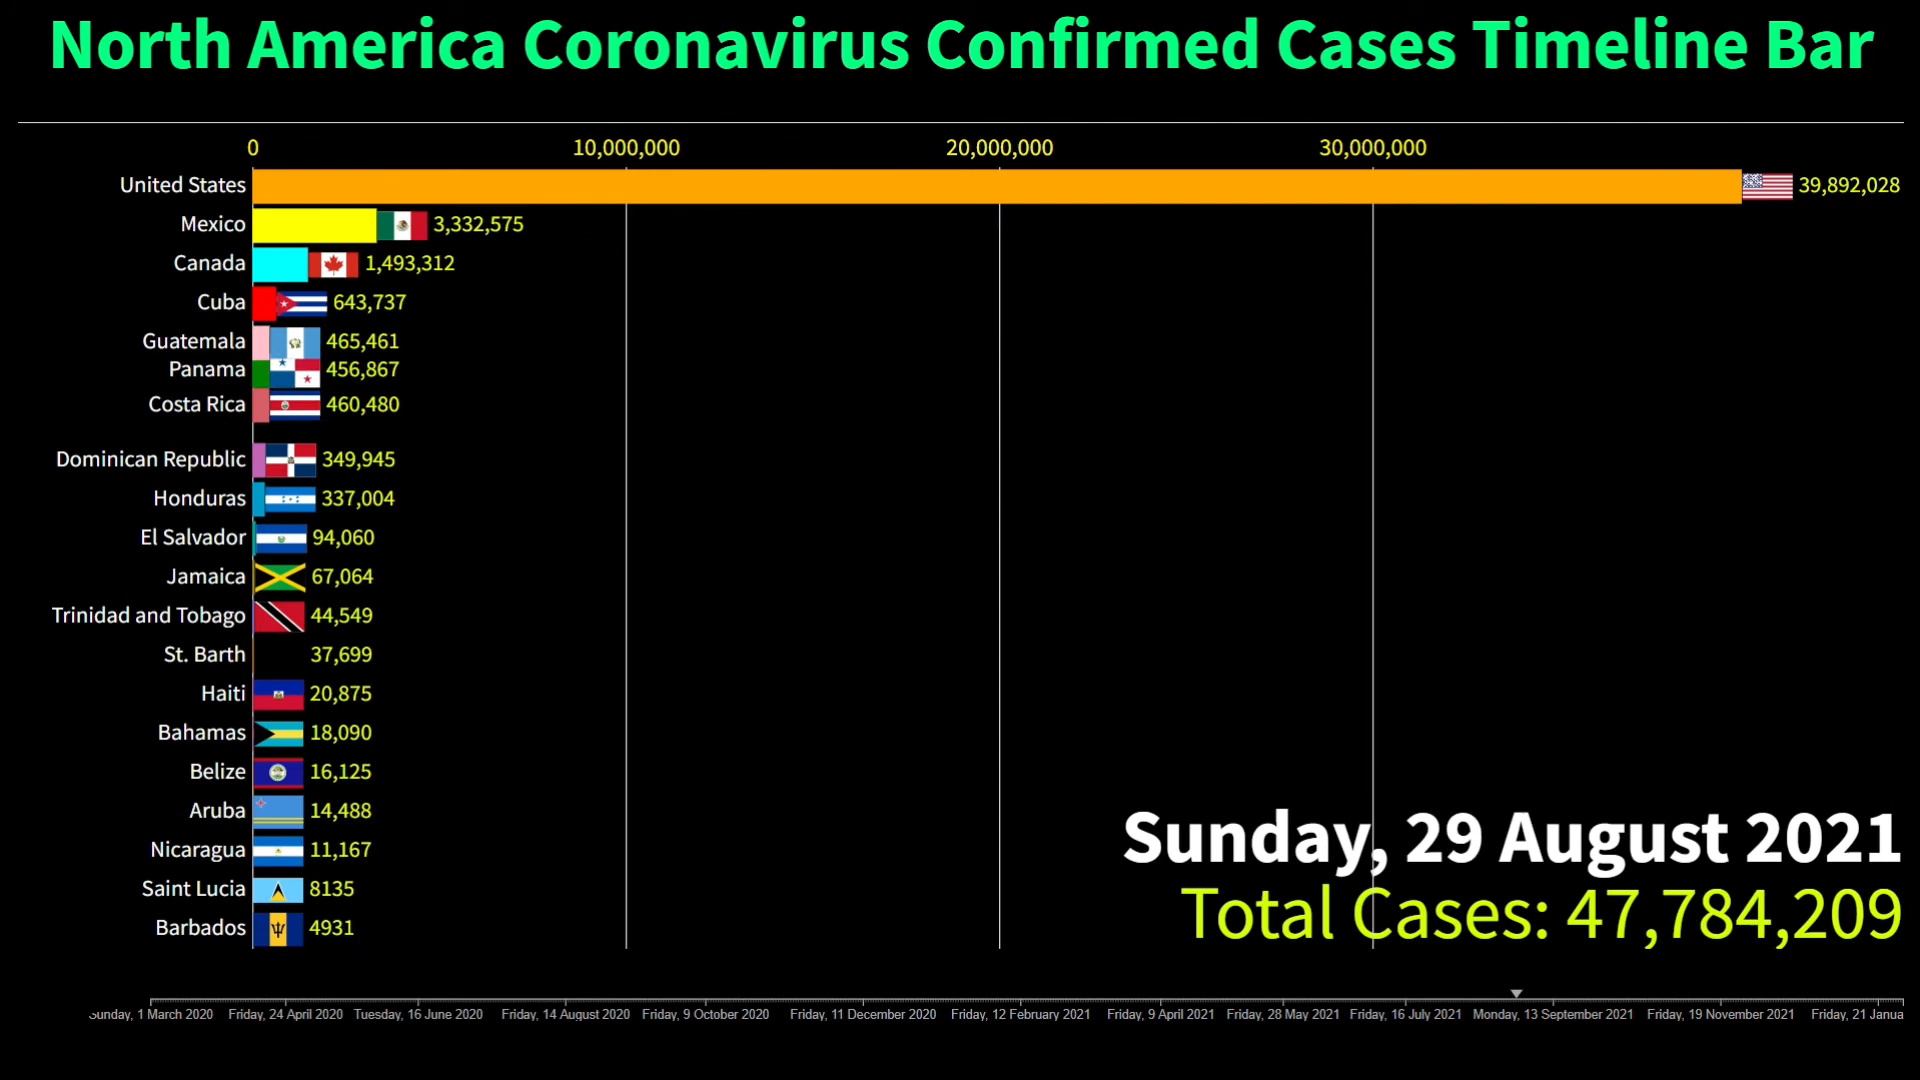 North America Coronavirus Confirmed Cases Timeline Bar
0 10,000,000 20,000,000 30,000,000
United States 39,892,028
Mexico 3,332,575
Canada 1,493,312
Cuba 643,737
Guatemala 465,461
Panama 456,867
Costa Rica 460,480
Dominican Republic 349,945
Honduras 337,004
El Salvador 94,060
Jamaica 67,064
Trinidad and Tobago 44,549
St. Barth 37,699
Haiti 20,875
Bahamas 18,090
Belize 16,125
Aruba 14,488
Nicaragua 11,167
Saint Lucia 8135
Barbados 4931
Sunday, 29 August 2021
Total Cases: 47,784,209
Sunday, 1 March 2020 Friday, 24 April 2020 Tuesday, 16 June 2020 Friday, 14 August 2020 Friday, 9 October 2020 Friday, 11 December 2020 Friday, 12 February 2021 Friday, 9 April 2021 Friday, 28 May 2021 Friday, 16 July 2021 Monday, 13 September 2021 Friday, 19 November 2021 Friday, 21 Janua